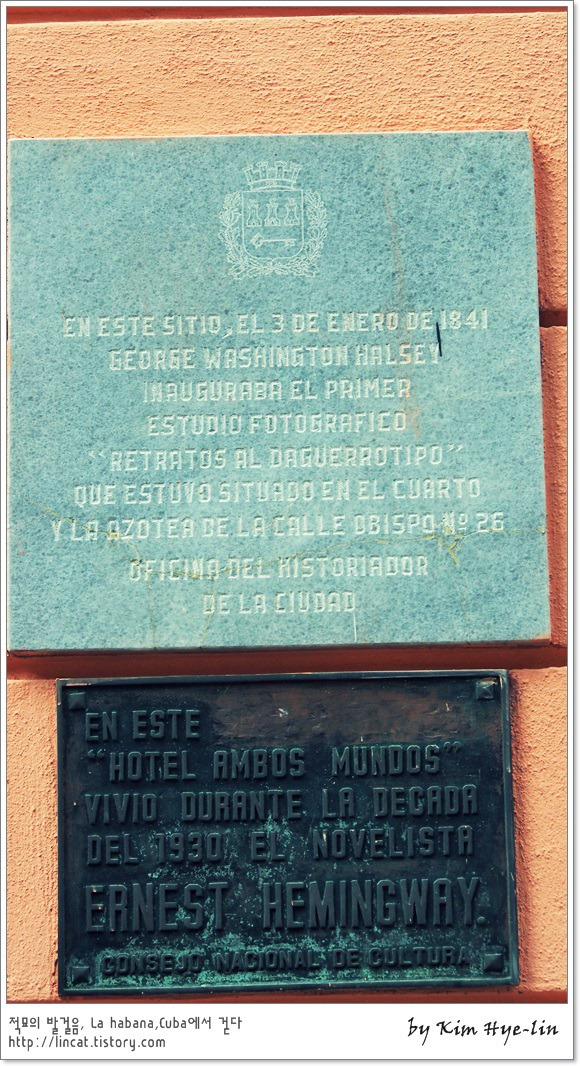 EN ESTE SITIO, EL 3 DE ENERO DE 1841
GEORGE WASHINGTON HALSEY
INAUGURABA EL PRIMER
ESTUDIO FOTOGRAFICO
"RETRATOS AL DAGUERROTIPO"
QUE ESTUVO SITUADO EN EL CUARTO
Y LA AZOTEA DE LA CALLE OBISPO Nº 26
OFICINA DEL HISTORIADOR
DE LA CIUDAD
EN ESTE
"HOTEL AMBOS MUNDOS"
VIVIO DURANTE LA DECADA
DEL 1930 EL NOVELISTA
ERNEST HEMINGWAY.
CONSEJO NACIONAL DE CULTURA
적묘의 발걸음, La habana,Cuba에서 걷다
by Kim Hye-lin
http://lincat.tistory.com